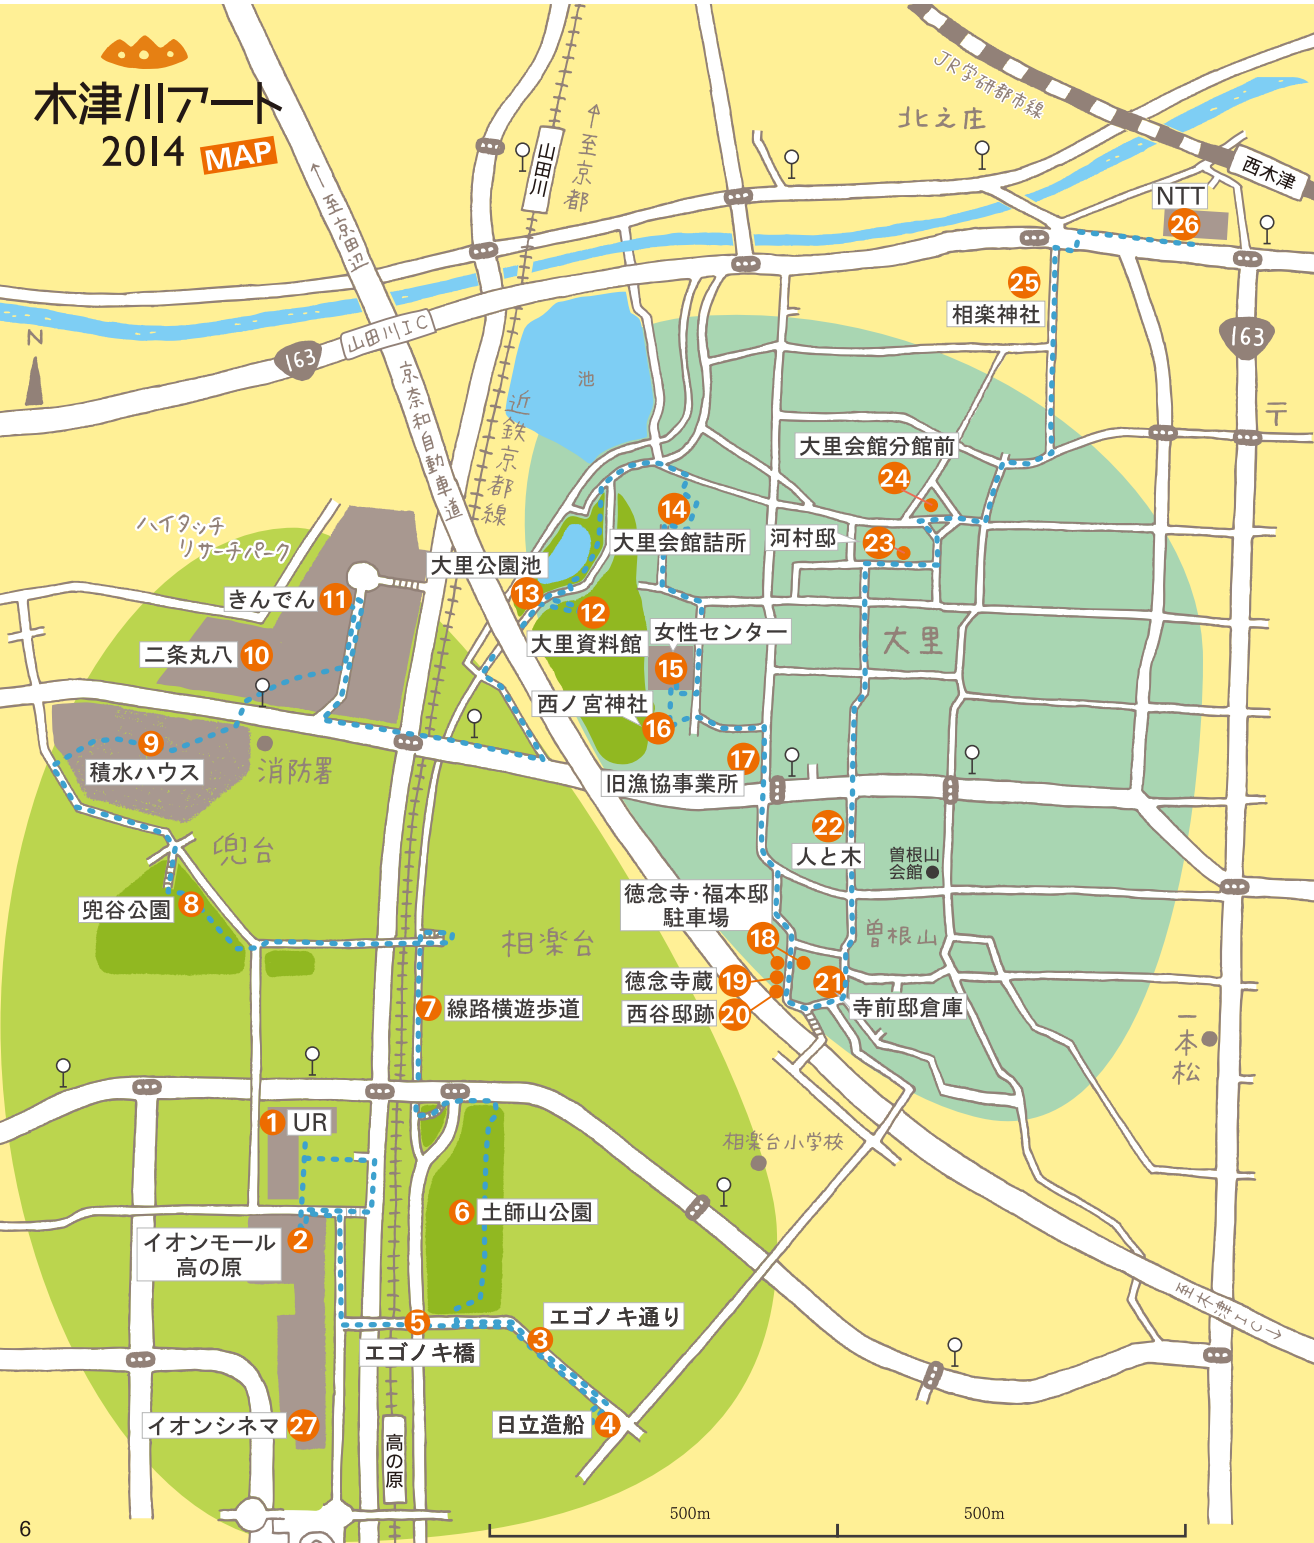 木津川アート
2014 MAP
JR学研都市線
北之庄
西木津
NTT
26
山田川
↑至京都
←至京田辺
25
相楽神社
163
N
山田川IC
163
池
〒
京奈和自動車道
近鉄京都線
大里会館分館前
24
ハイタッチ
リサーチパーク
14
大里会館詰所
河村邸
23
大里公園池
13
きんでん 11
12
大里資料館
女性センター
15
大里
二条丸八 10
西ノ宮神社
16
9
積水ハウス
消防署
17
旧漁協事業所
22
人と木
曽根山
会館
兜台
兜谷公園 8
徳念寺・福本邸
駐車場
18
相楽台
曽根山
徳念寺蔵 19
21
西谷邸跡 20
寺前邸倉庫
7 線路横遊歩道
一本松
1 UR
相楽台小学校
6 土師山公園
イオンモール
高の原
2
至木津IC→
5
エゴノキ橋
エゴノキ通り
3
イオンシネマ 27
日立造船 4
高の原
500m
500m
6